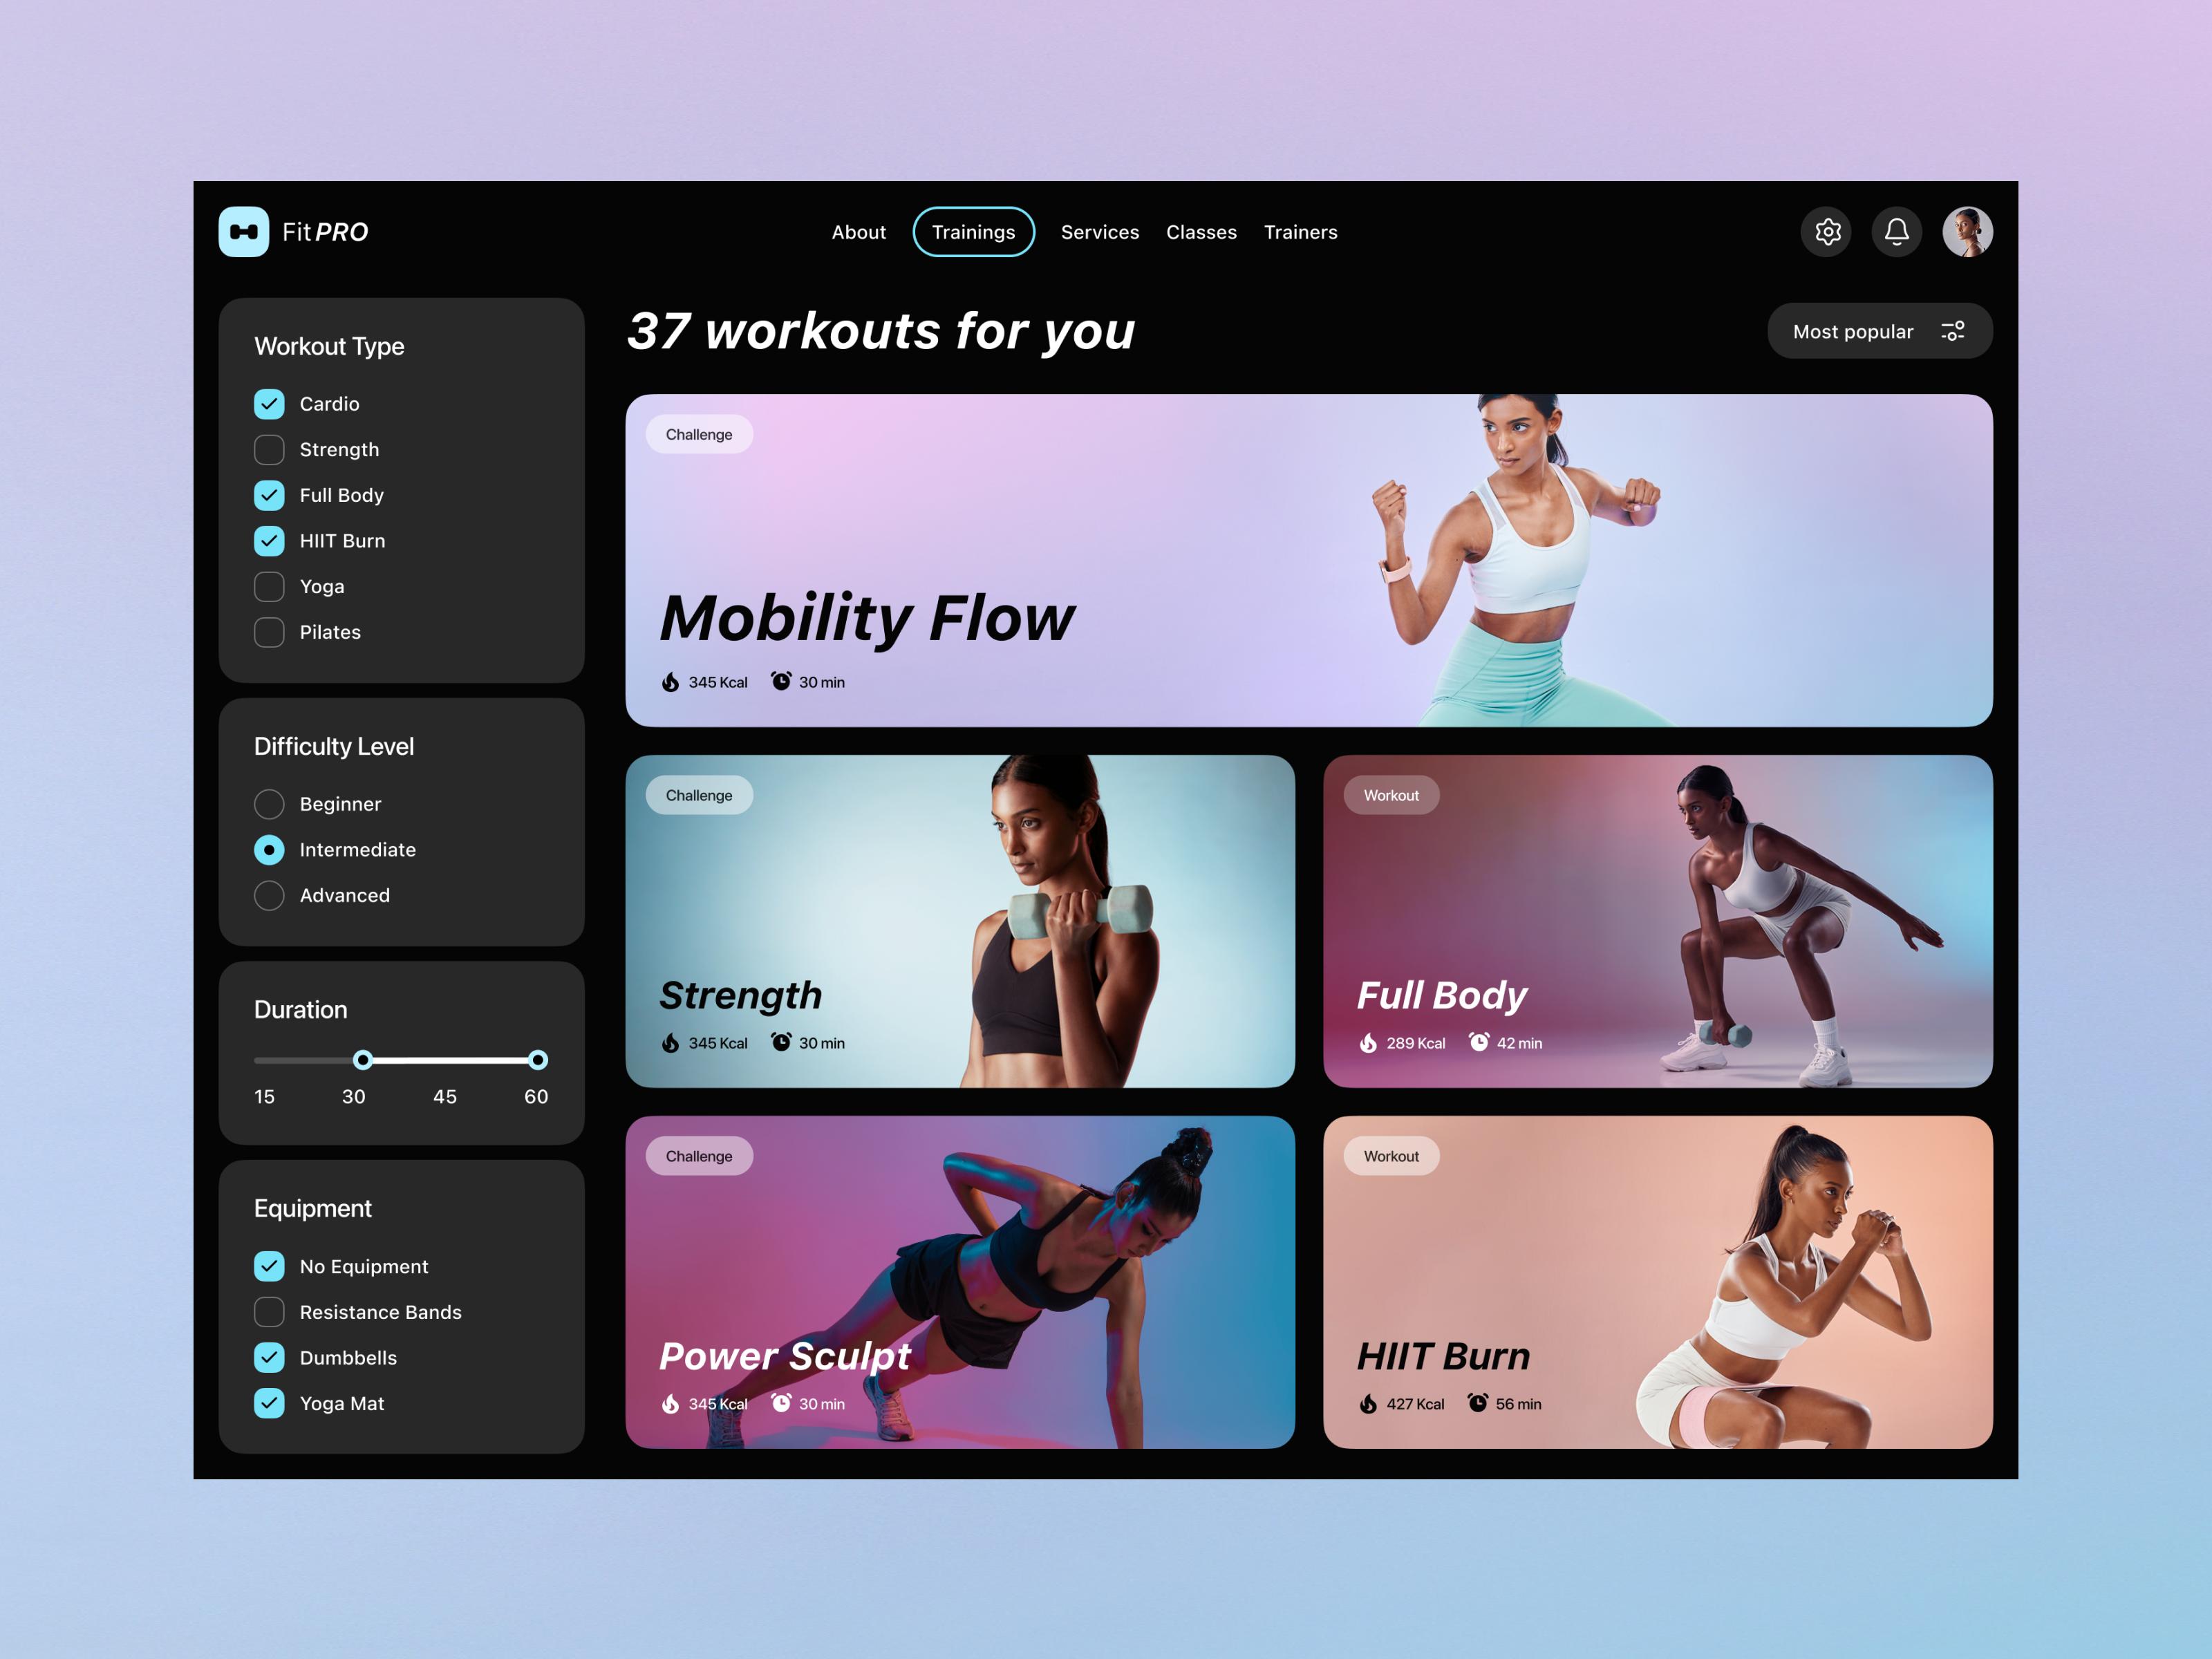 FitPRO
About
Trainings
Services
Classes
Trainers
Workout Type
Cardio
Strength
Full Body
HIIT Burn
Yoga
Pilates
Difficulty Level
Beginner
Intermediate
Advanced
Duration
15 30 45 60
Equipment
No Equipment
Resistance Bands
Dumbbells
Yoga Mat
37 workouts for you
Most popular
Challenge
Mobility Flow
345 Kcal 30 min
Challenge
Strength
345 Kcal 30 min
Workout
Full Body
289 Kcal 42 min
Challenge
Power Sculpt
345 Kcal 30 min
Workout
HIIT Burn
427 Kcal 56 min